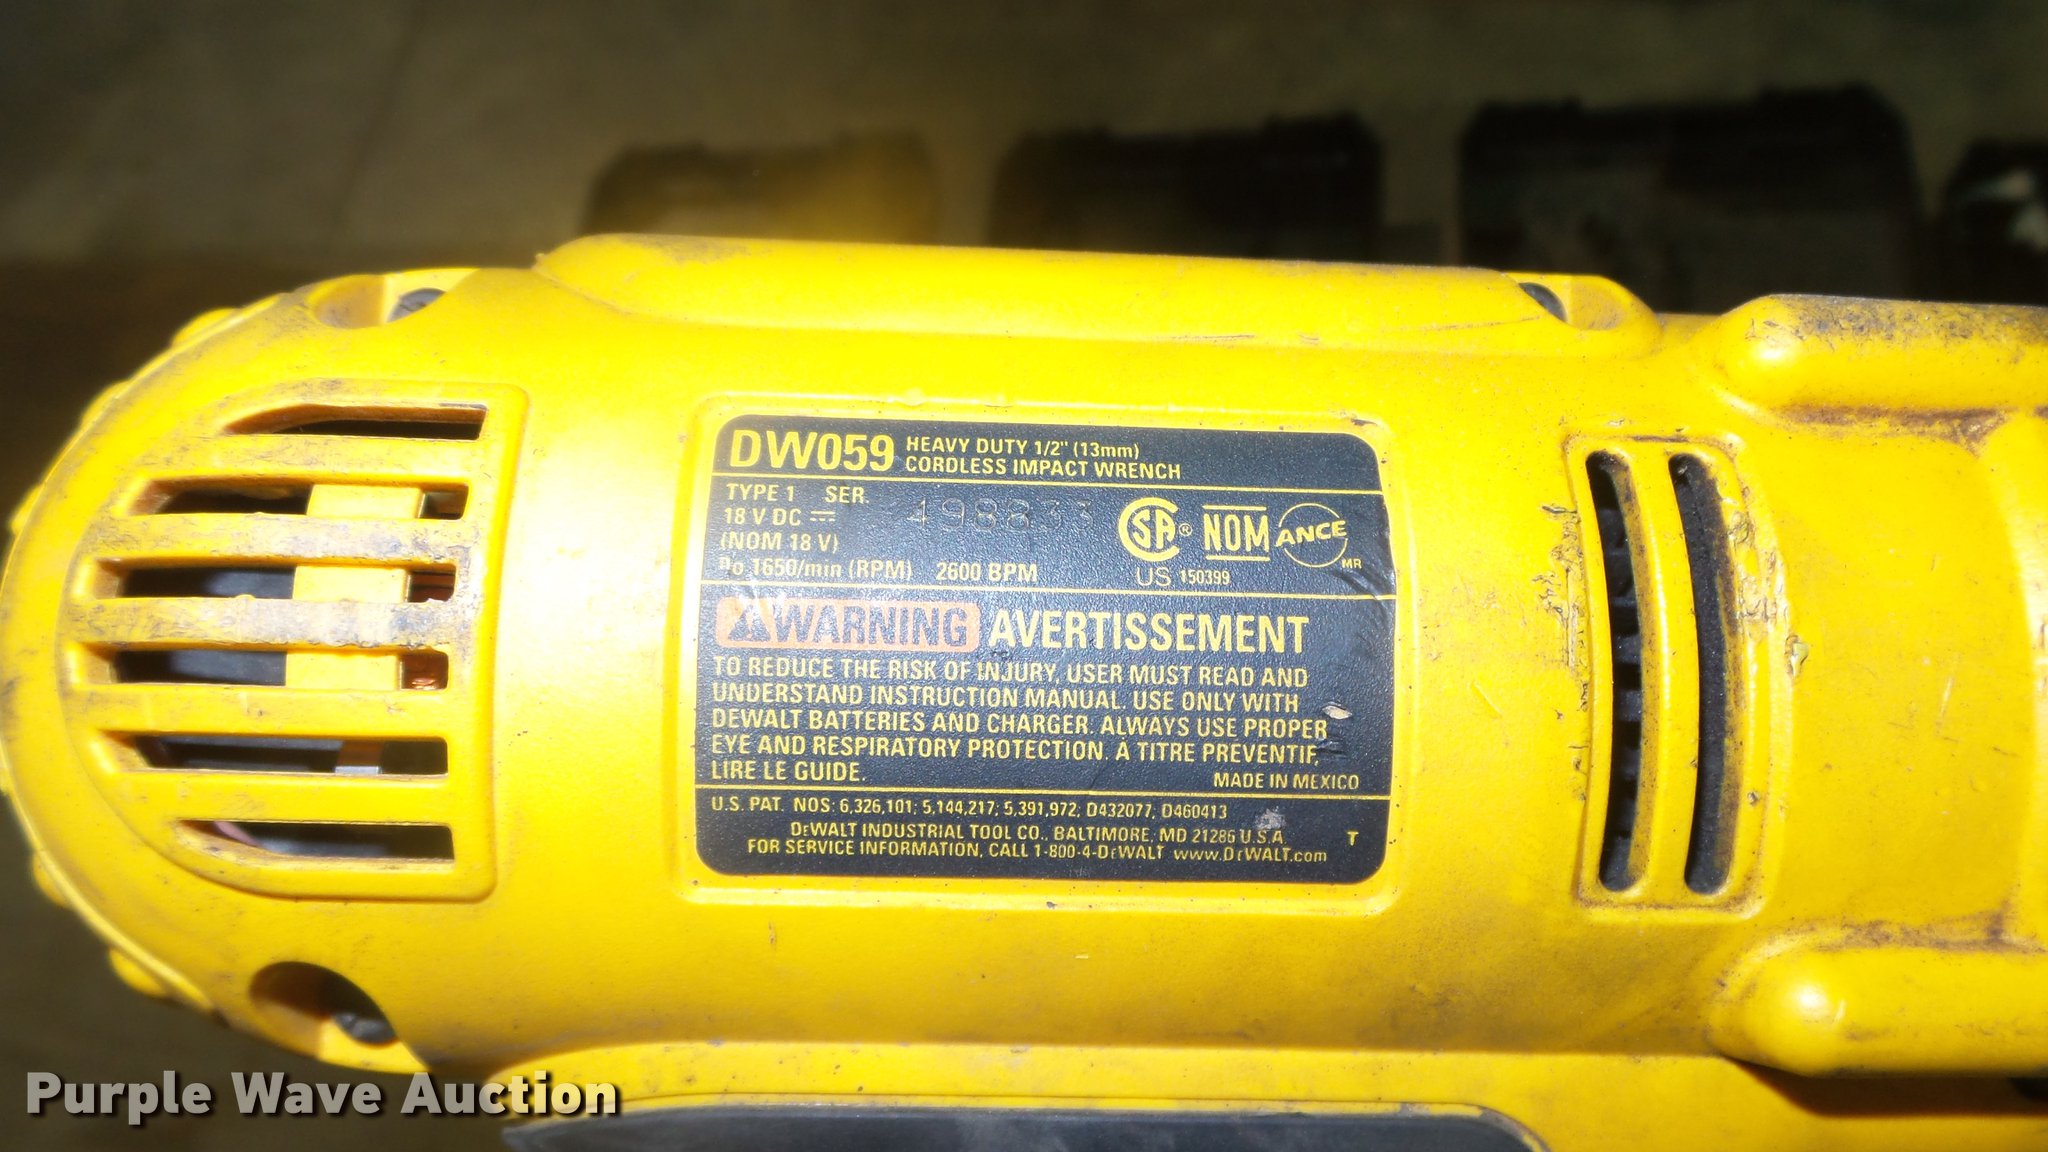 DW059 HEAVY DUTY 1/2" (13mm)
CORDLESS IMPACT WRENCH
TYPE 1 SER. 498833
18 V DC
(NOM 18 V)
no 1650/min (RPM) 2600 BPM
CSA® US 150399
NOM
ANCE MR
WARNING AVERTISSEMENT
TO REDUCE THE RISK OF INJURY, USER MUST READ AND
UNDERSTAND INSTRUCTION MANUAL. USE ONLY WITH
DEWALT BATTERIES AND CHARGER. ALWAYS USE PROPER
EYE AND RESPIRATORY PROTECTION. A TITRE PREVENTIF,
LIRE LE GUIDE.
MADE IN MEXICO
U.S. PAT. NOS: 6,326,101; 5,144,217; 5,391,972, D432077, D460413
DEWALT INDUSTRIAL TOOL CO., BALTIMORE, MD 21286 U.S.A. T
FOR SERVICE INFORMATION, CALL 1-800-4-DEWALT www.DEWALT.com
Purple Wave Auction